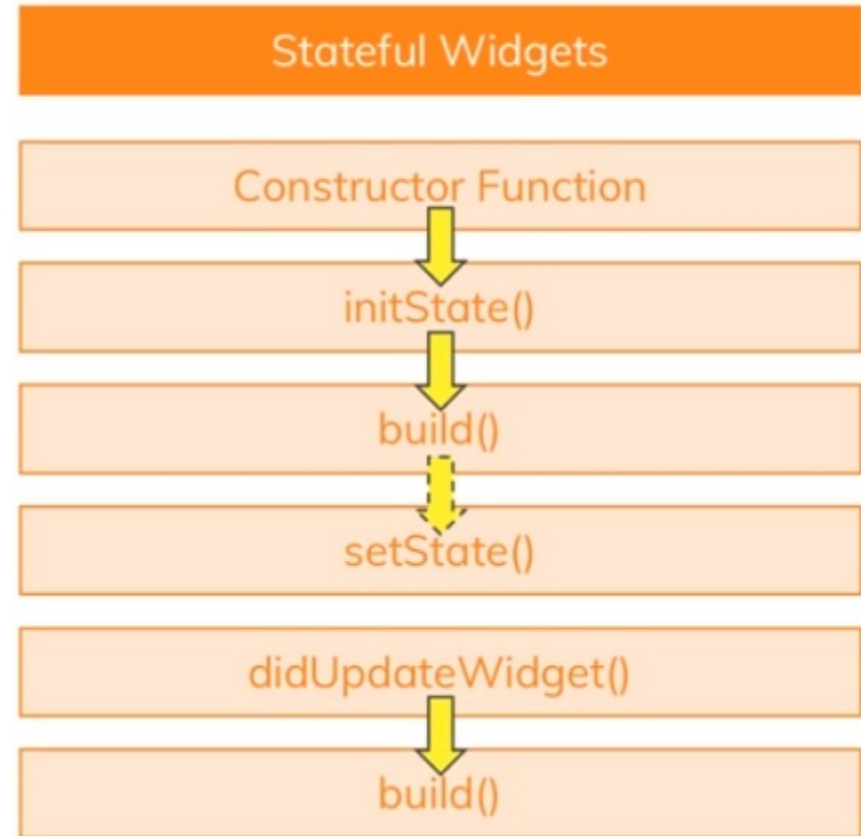 Stateful Widgets
Constructor Function
initState()
build()
setState()
didUpdateWidget()
build()